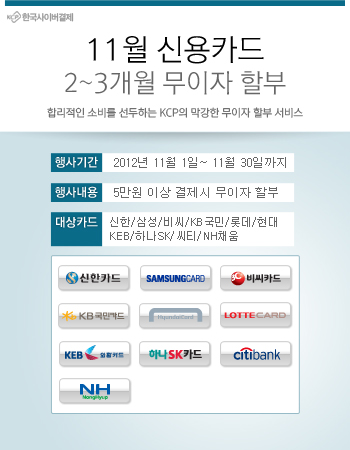 KCP 한국사이버결제
11월 신용카드
2~3개월 무이자 할부
합리적인 소비를 선두하는 KCP의 막강한 무이자 할부 서비스
행사기간 2012년 11월 1일~ 11월 30일까지
행사내용 5만원 이상 결제시 무이자 할부
대상카드 신한/삼성/비씨/KB국민/롯데/현대
KEB/하나SK/씨티/NH채움
신한카드 SAMSUNG CARD 비씨카드
KB국민카드 HyundaiCard LOTTE CARD
KEB 외환카드 하나SK카드 citibank
NH
NongHyup